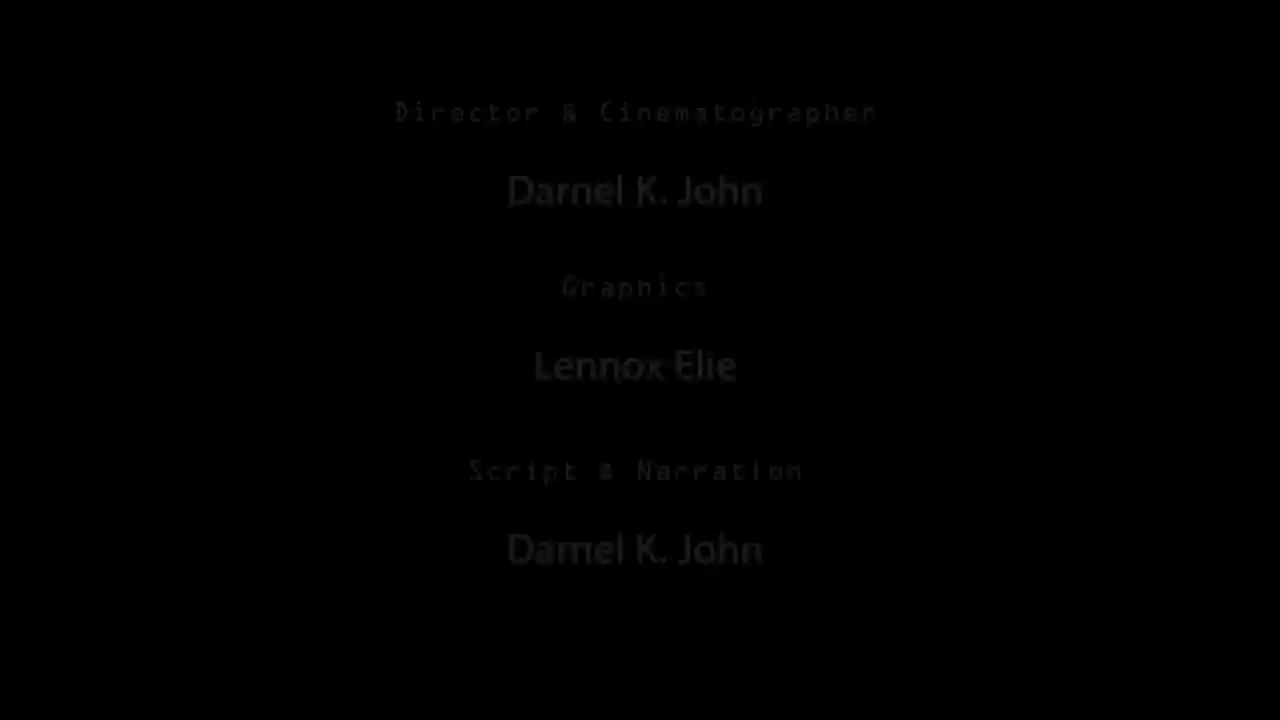 Director & Cinematographer
Darnel K. John
Graphics
Lennox Elie
Script & Narration
Darnel K. John